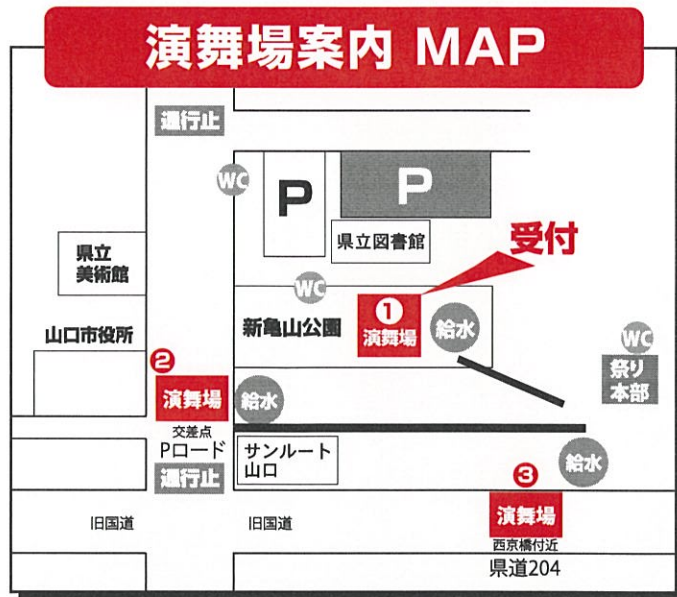 演舞場案内 MAP
通行止
WC
P
P
県立図書館
受付
県立
美術館
WC
新亀山公園
①
演舞場
給水
山口市役所
WC
祭り
本部
②
演舞場
給水
交差点
Pロード
通行止
サンルート
山口
給水
③
演舞場
西京橋付近
県道204
旧国道
旧国道